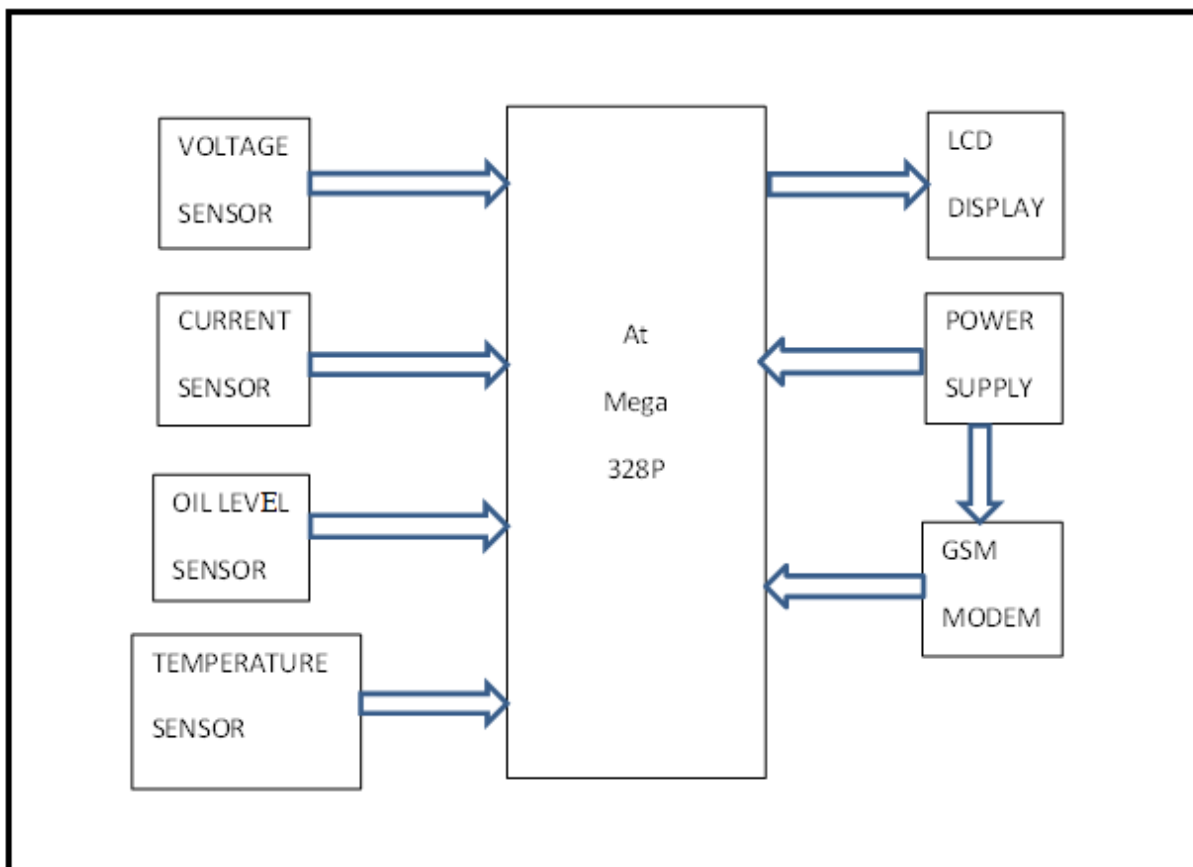 VOLTAGE
SENSOR
CURRENT
SENSOR
OIL LEVEL
SENSOR
TEMPERATURE
SENSOR
At
Mega
328P
LCD
DISPLAY
POWER
SUPPLY
GSM
MODEM